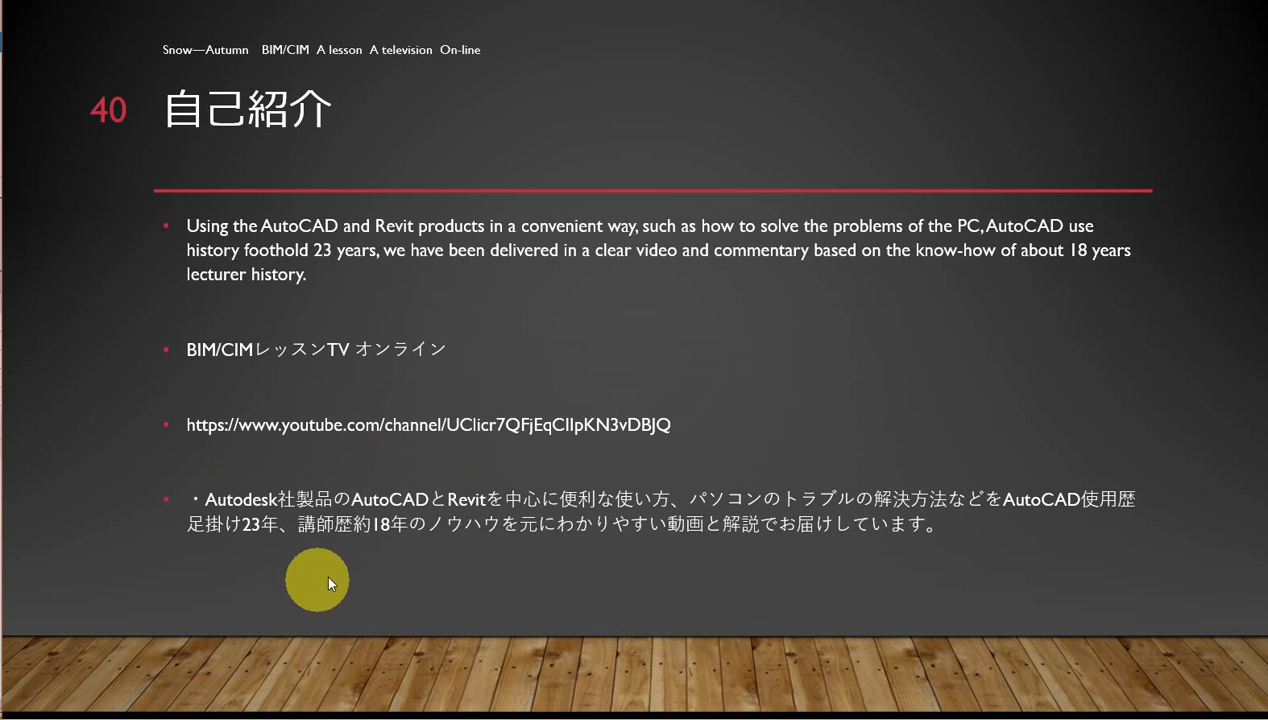 Snow―Autumn BIM/CIM A lesson A television On-line
40 自己紹介
• Using the AutoCAD and Revit products in a convenient way, such as how to solve the problems of the PC, AutoCAD use
history foothold 23 years, we have been delivered in a clear video and commentary based on the know-how of about 18 years
lecturer history.
• BIM/CIMレッスンTV オンライン
• https://www.youtube.com/channel/UClicr7QFjEqCIIpKN3vDBJQ
• ・Autodesk社製品のAutoCADとRevitを中心に便利な使い方、パソコンのトラブルの解決方法などをAutoCAD使用歴
足掛け23年、講師歴約18年のノウハウを元にわかりやすい動画と解説でお届けしています。